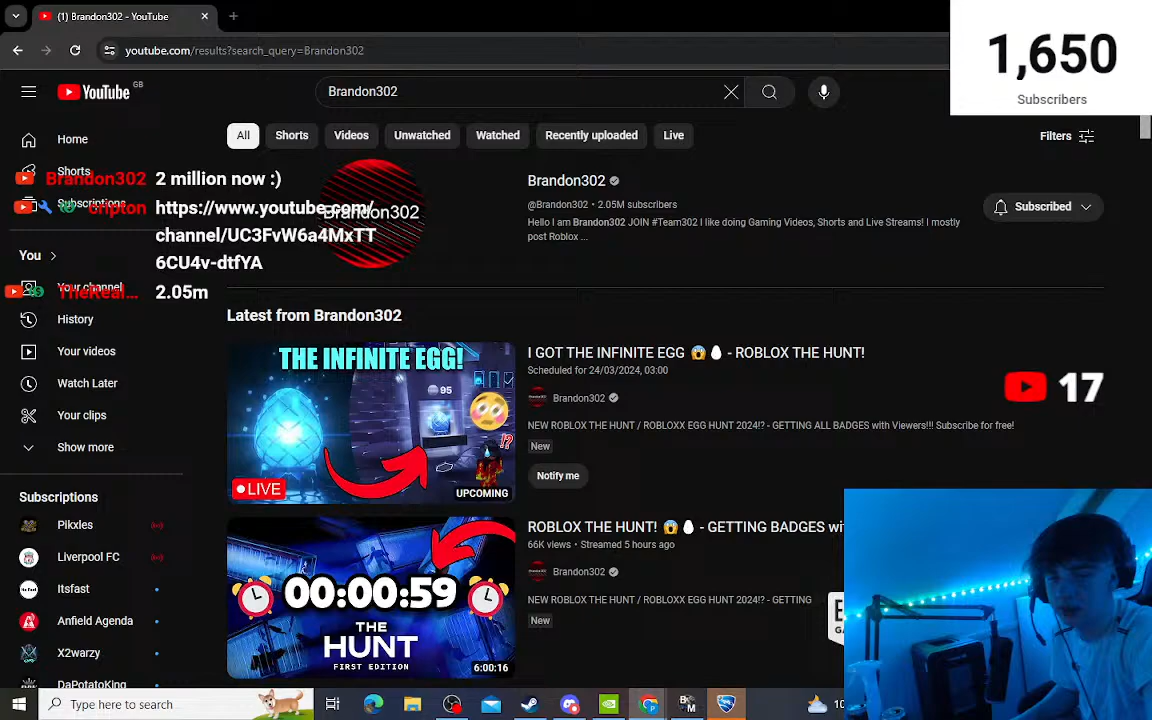 (1) Brandon302 - YouTube
youtube.com/results?search_query=Brandon302
1,650
Subscribers
YouTube GB
Brandon302
All
Shorts
Videos
Unwatched
Watched
Recently uploaded
Live
Filters
Home
Shorts
Subscriptions
Brandon302 2 million now :)
cripton https://www.youtube.com/
channel/UC3FvW6a4MxTT
6CU4v-dtfYA
TheReal... 2.05m
Brandon302
Brandon302
@Brandon302 • 2.05M subscribers
Hello I am Brandon302 JOIN #Team302 I like doing Gaming Videos, Shorts and Live Streams! I mostly
post Roblox ...
Subscribed
You
Your channel
History
Your videos
Watch Later
Your clips
Show more
Subscriptions
Pikxles
Liverpool FC
Itsfast
Anfield Agenda
X2warzy
DaPotatoKing
Latest from Brandon302
THE INFINITE EGG!
95
!?
LIVE
UPCOMING
I GOT THE INFINITE EGG 😱🥚 - ROBLOX THE HUNT!
Scheduled for 24/03/2024, 03:00
Brandon302
NEW ROBLOX THE HUNT / ROBLOXX EGG HUNT 2024!? - GETTING ALL BADGES with Viewers!!! Subscribe for free!
New
Notify me
17
00:00:59
THE
HUNT
FIRST EDITION
6:00:16
ROBLOX THE HUNT! 😱🥚 - GETTING BADGES wi
66K views • Streamed 5 hours ago
Brandon302
NEW ROBLOX THE HUNT / ROBLOXX EGG HUNT 2024!? - GETTING
New
Type here to search